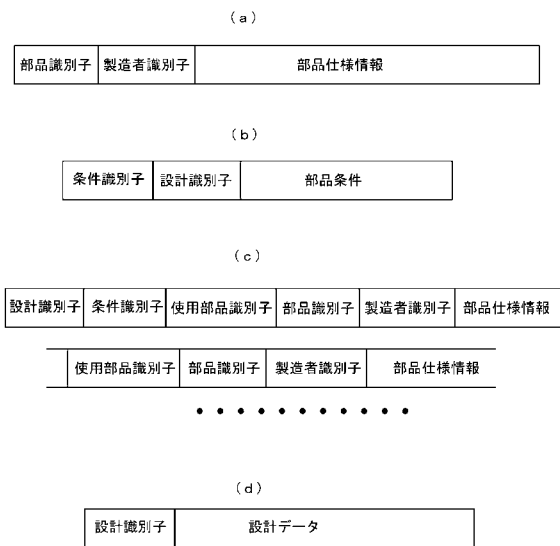 (a)
部品識別子 製造者識別子 部品仕様情報
(b)
条件識別子 設計識別子 部品条件
(c)
設計識別子 条件識別子 使用部品識別子 部品識別子 製造者識別子 部品仕様情報
使用部品識別子 部品識別子 製造者識別子 部品仕様情報
(d)
設計識別子 設計データ